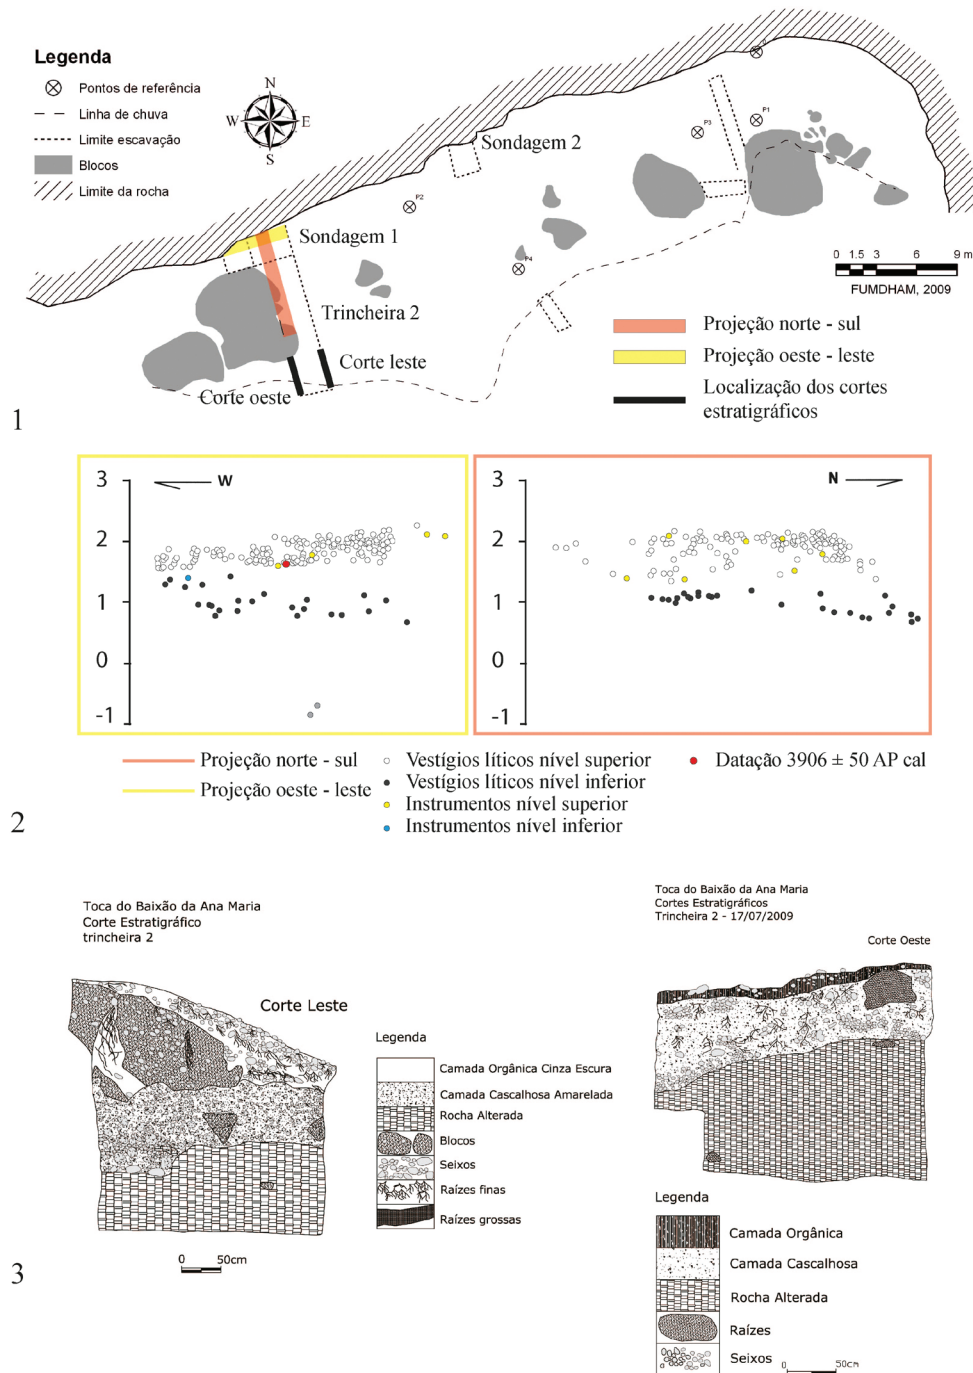 Legenda
Pontos de referência
Linha de chuva
Limite escavação
Blocos
Limite da rocha
N
W
E
S
Sondagem 2
P3
P1
P2
Sondagem 1
P4
Trincheira 2
Corte leste
Corte oeste
0 1.5 3 6 9 m
FUMDHAM, 2009
Projeção norte - sul
Projeção oeste - leste
Localização dos cortes
estratigráficos
1
3
2
1
0
-1
W
3
2
1
0
-1
N
Projeção norte - sul
Projeção oeste - leste
Vestígios líticos nível superior
Vestígios líticos nível inferior
Instrumentos nível superior
Instrumentos nível inferior
Datação 3906 ± 50 AP cal
2
Toca do Baixão da Ana Maria
Corte Estratigráfico
trincheira 2
Corte Leste
Legenda
Camada Orgânica Cinza Escura
Camada Cascalhosa Amarelada
Rocha Alterada
Blocos
Seixos
Raízes finas
Raízes grossas
0 50cm
Toca do Baixão da Ana Maria
Cortes Estratigráficos
Trincheira 2 - 17/07/2009
Corte Oeste
Legenda
Camada Orgânica
Camada Cascalhosa
Rocha Alterada
Raízes
Seixos
0 50cm
3